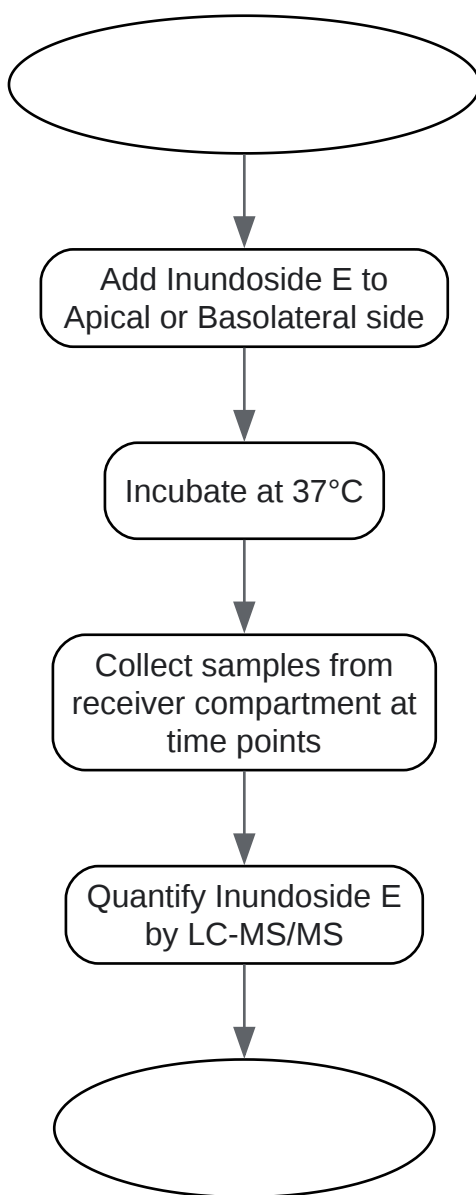 Add Inundoside E to
Apical or Basolateral side
Incubate at 37°C
Collect samples from
receiver compartment at
time points
Quantify Inundoside E
by LC-MS/MS